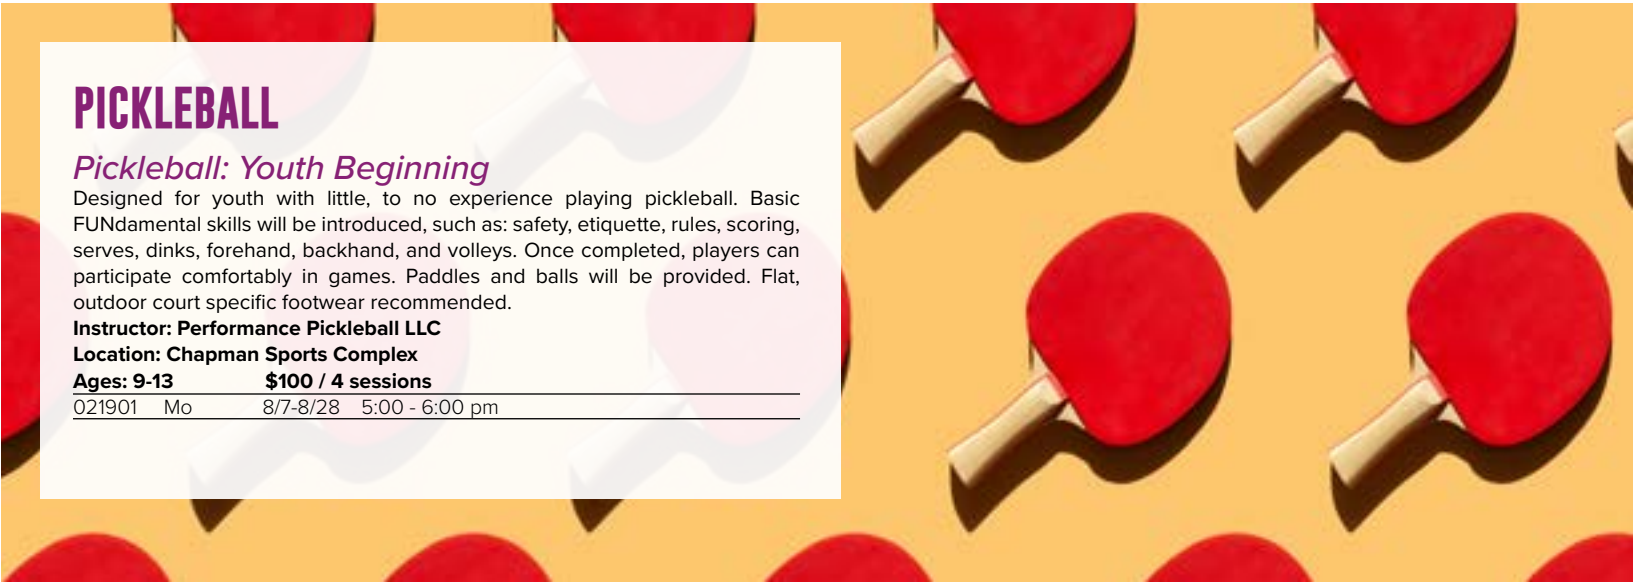 PICKLEBALL
Pickleball: Youth Beginning
Designed for youth with little, to no experience playing pickleball. Basic
FUNdamental skills will be introduced, such as: safety, etiquette, rules, scoring,
serves, dinks, forehand, backhand, and volleys. Once completed, players can
participate comfortably in games. Paddles and balls will be provided. Flat,
outdoor court specific footwear recommended.
Instructor: Performance Pickleball LLC
Location: Chapman Sports Complex
Ages: 9-13 $100 / 4 sessions
021901 Mo 8/7-8/28 5:00 - 6:00 pm